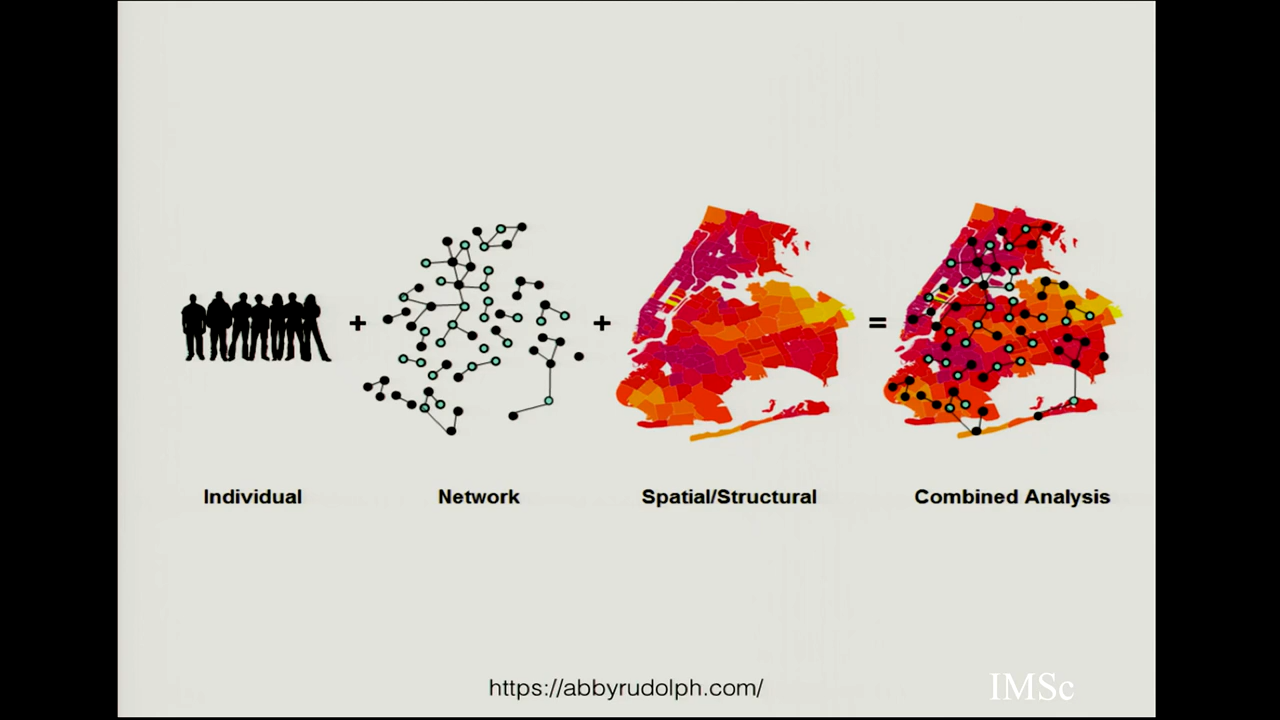 + + =
Individual Network Spatial/Structural Combined Analysis
https://abbyrudolph.com/
IMSc